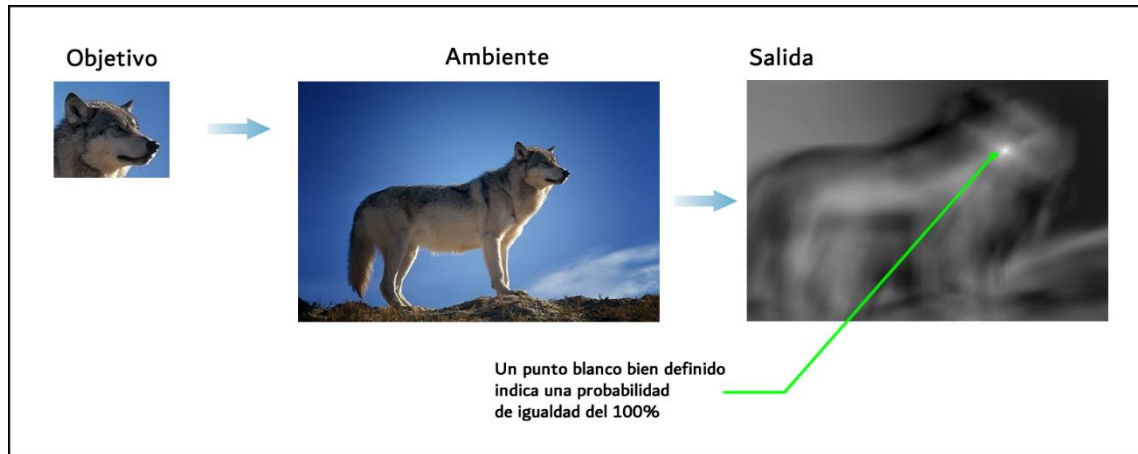 Objetivo
Ambiente
Salida
Un punto blanco bien definido
indica una probabilidad
de igualdad del 100%